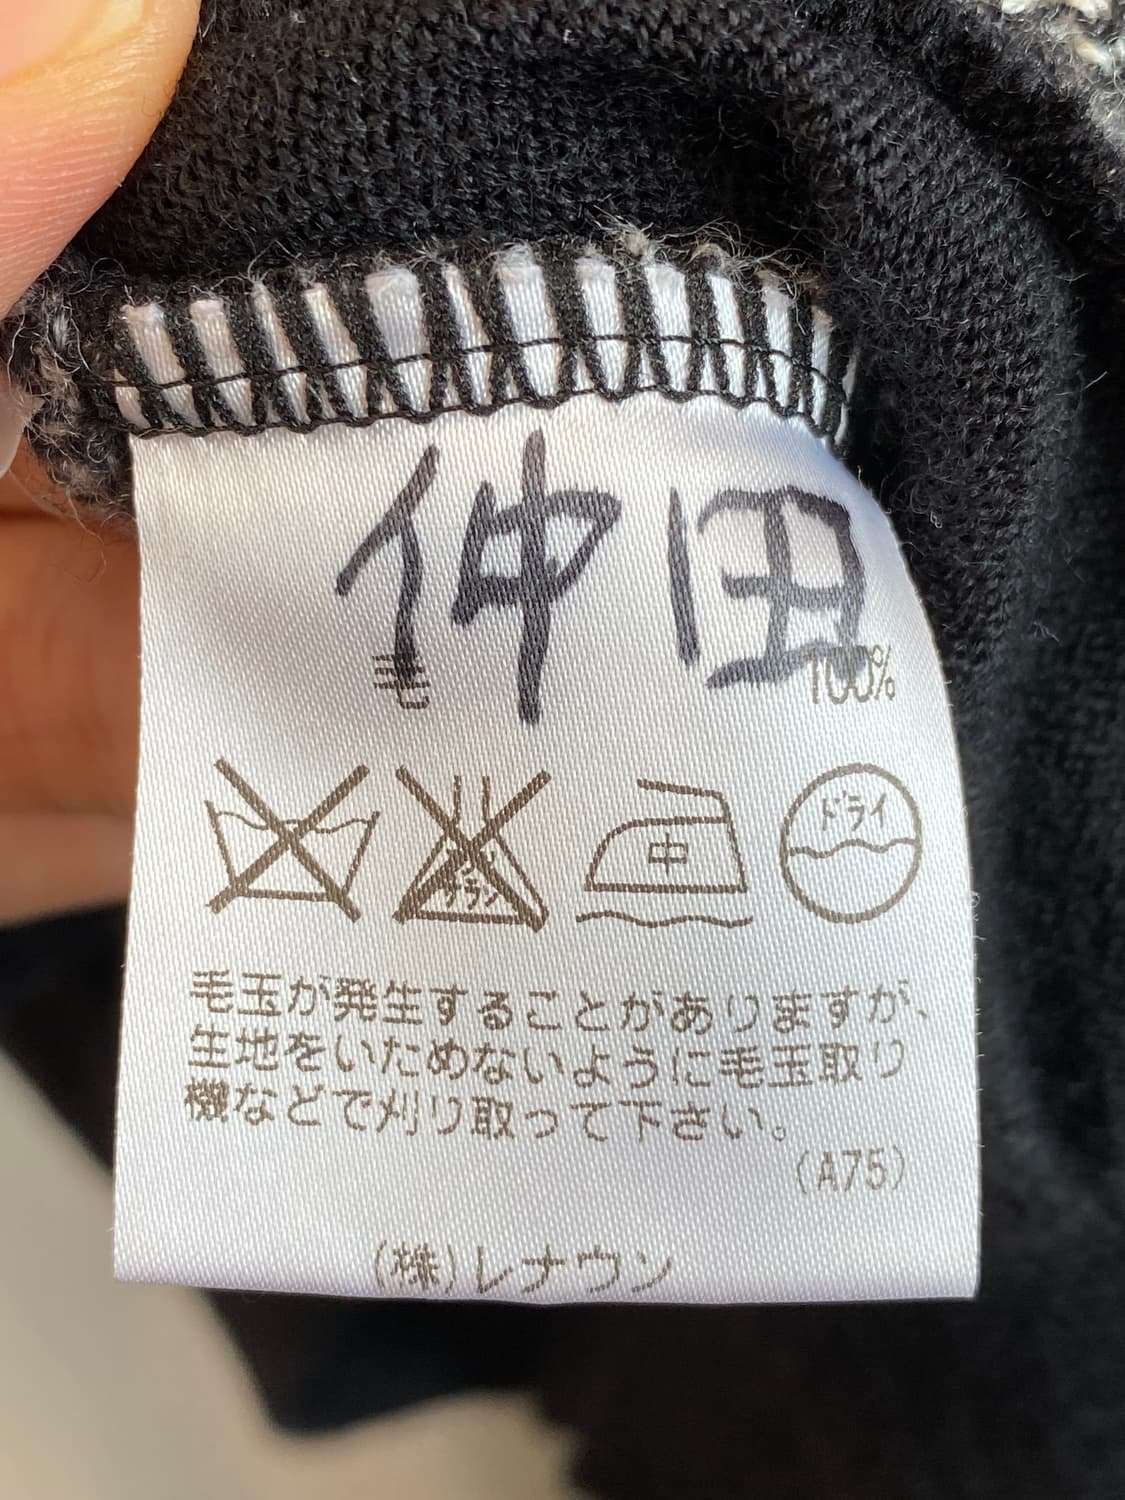 仲田
毛 100%
中 ドライ
毛玉が発生することがありますが、
生地をいためないように毛玉取り
機などで刈り取って下さい。
(A75)
(株)レナウン